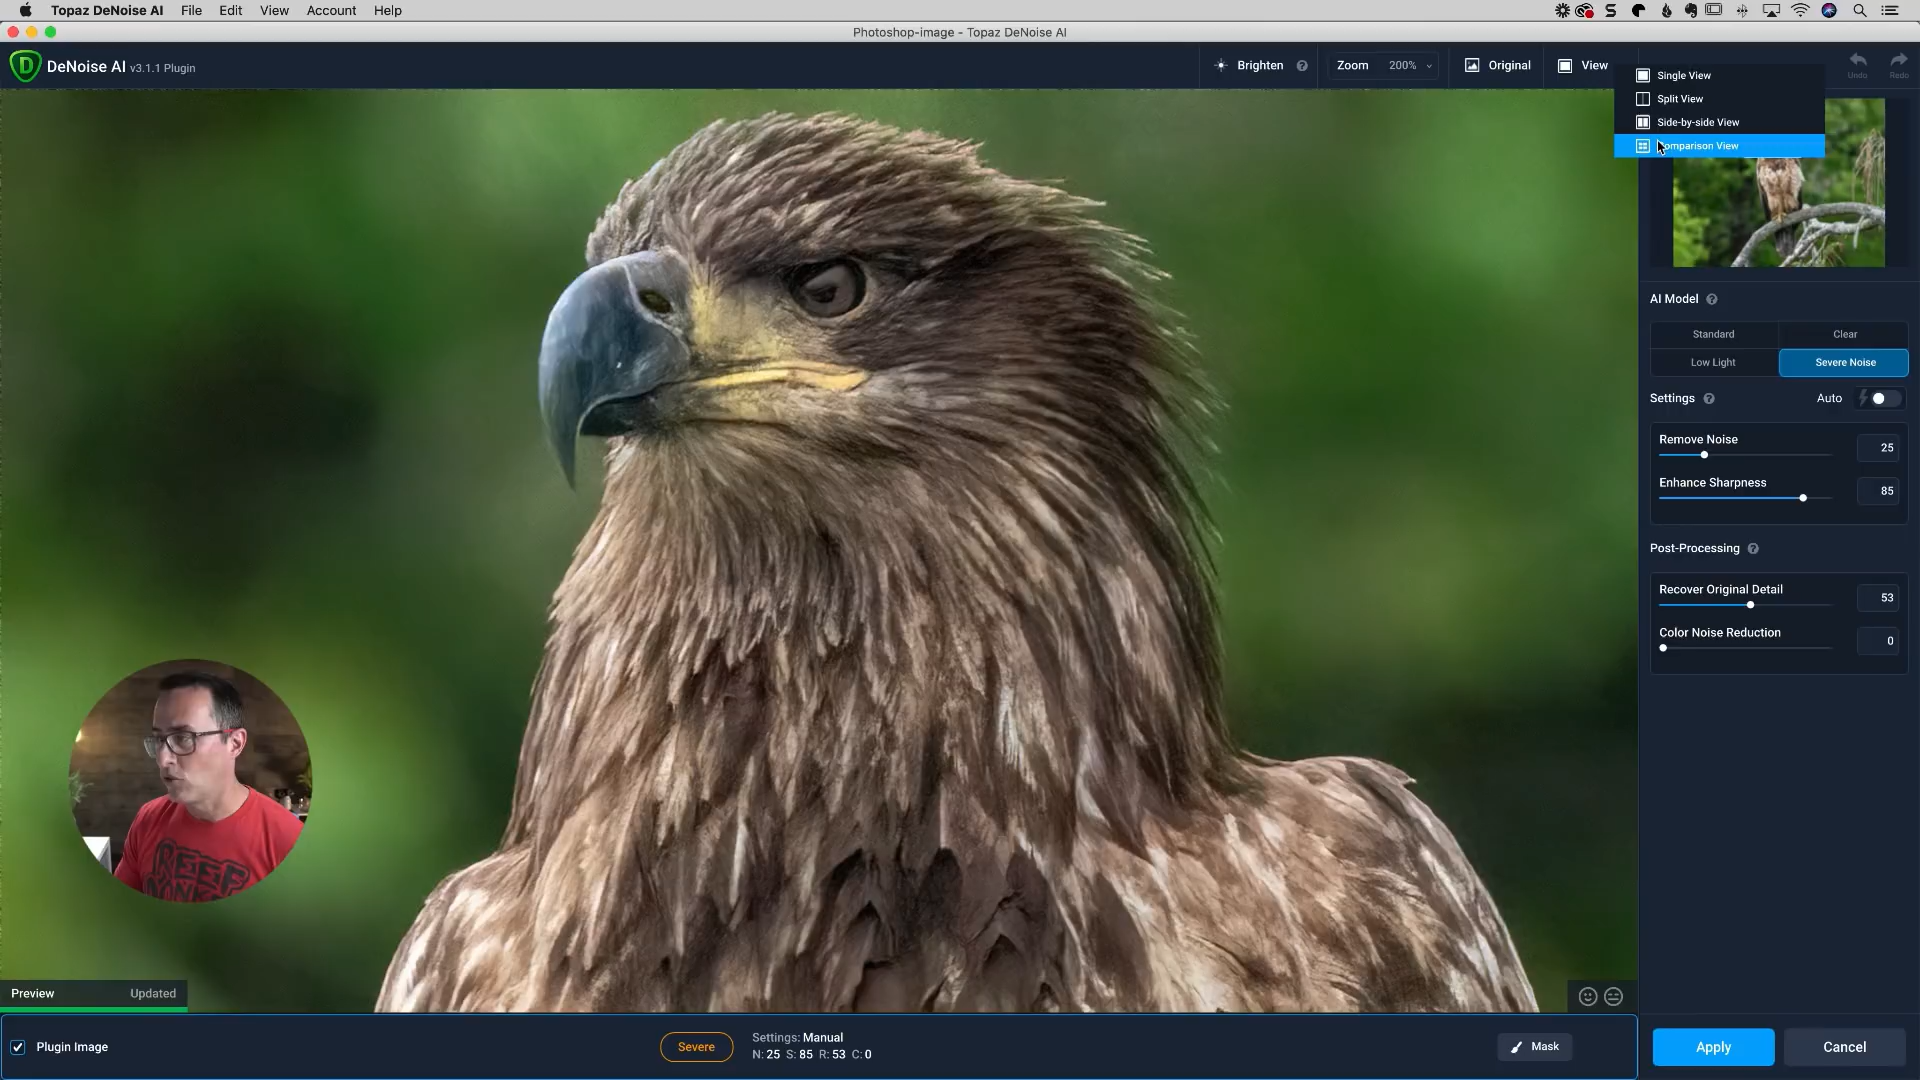 Topaz DeNoise AI File Edit View Account Help
Photoshop-image - Topaz DeNoise AI
D DeNoise AI v3.1.1 Plugin
Brighten ? Zoom 200% Original View
Undo Redo
Single View
Split View
Side-by-side View
omparison View
AI Model ?
Standard Clear
Low Light Severe Noise
Settings ? Auto
Remove Noise 25
Enhance Sharpness 85
Post-Processing ?
Recover Original Detail 53
Color Noise Reduction 0
REEF
Preview Updated
Plugin Image
Severe
Settings: Manual
N: 25 S: 85 R: 53 C: 0
Mask
Apply Cancel